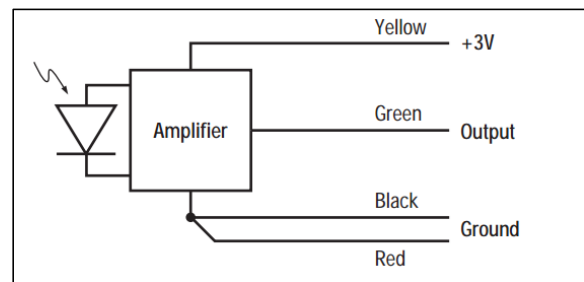 Yellow
+3V
Amplifier
Green
Output
Black
Ground
Red